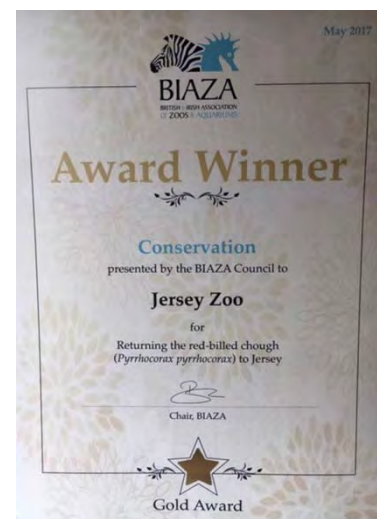 May 2017
BIAZA
BRITISH & IRISH ASSOCIATION
OF ZOOS & AQUARIUMS
Award Winner
Conservation
presented by the BIAZA Council to
Jersey Zoo
for
Returning the red-billed chough
(Pyrrhocorax pyrrhocorax) to Jersey
Chair, BIAZA
Gold Award